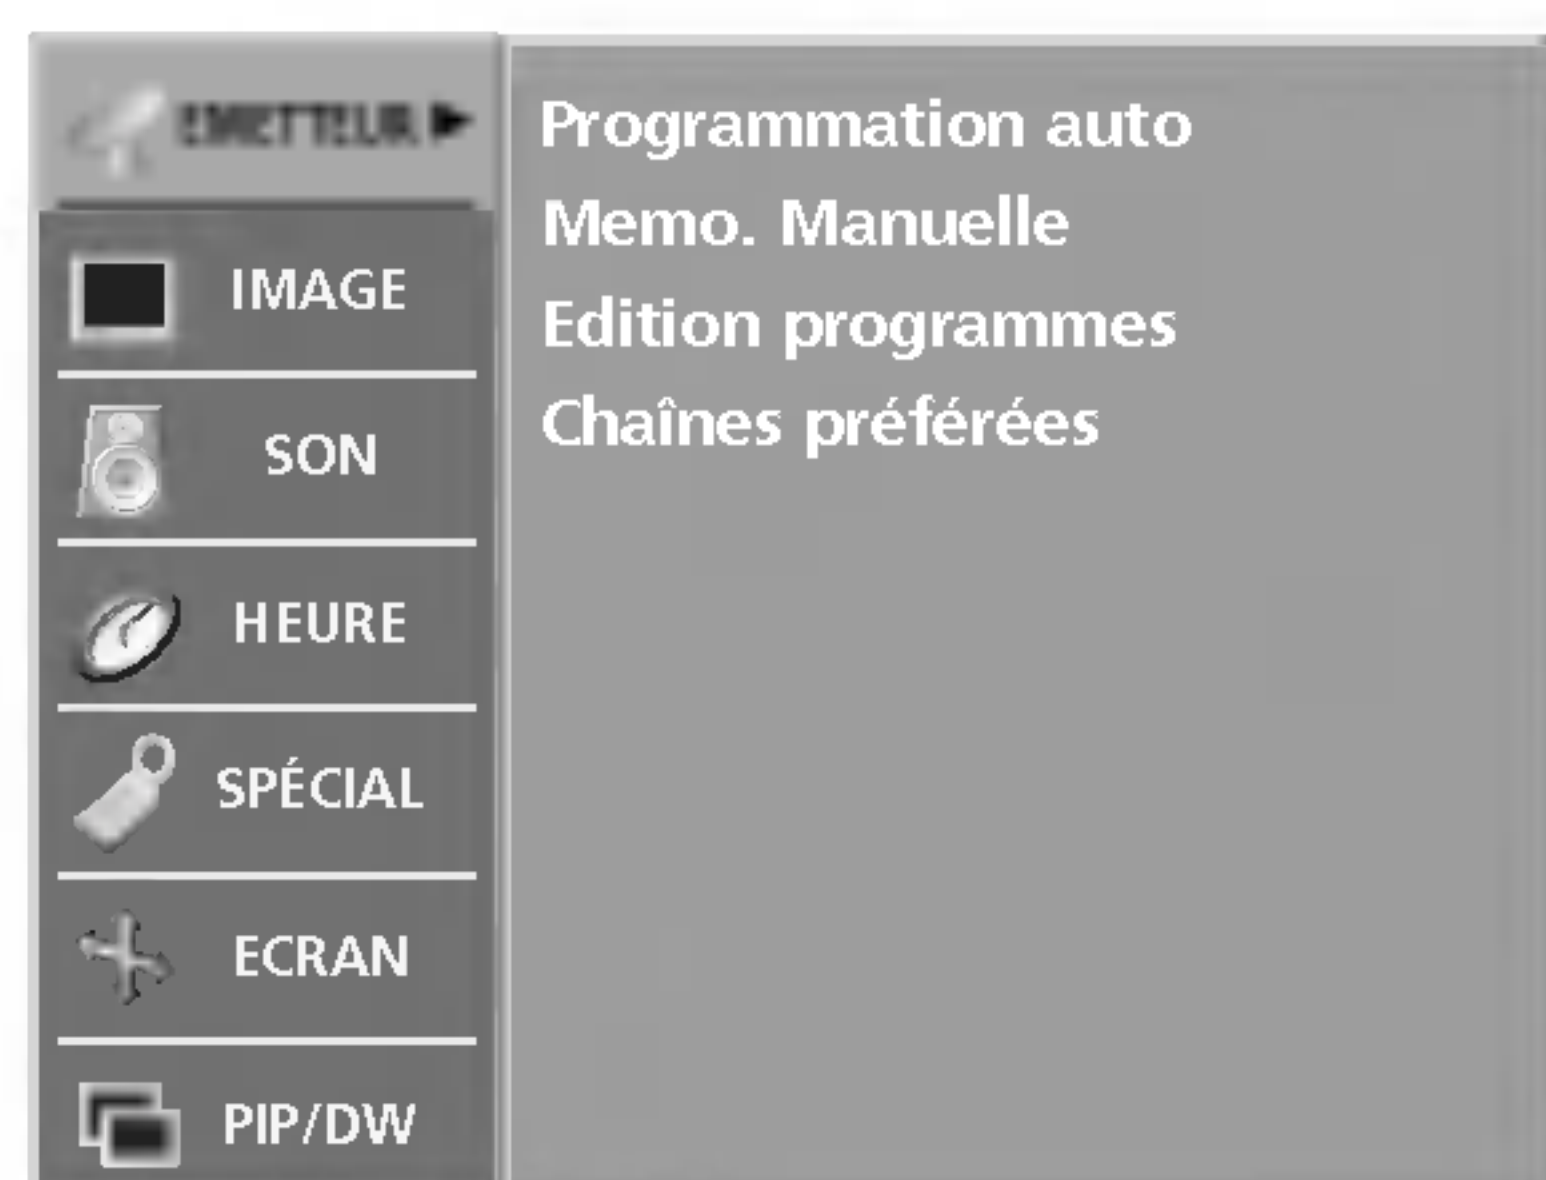 EMETTEUR
Programmation auto
Memo. Manuelle
Edition programmes
Chaînes préférées
IMAGE
SON
HEURE
SPÉCIAL
ECRAN
PIP/DW